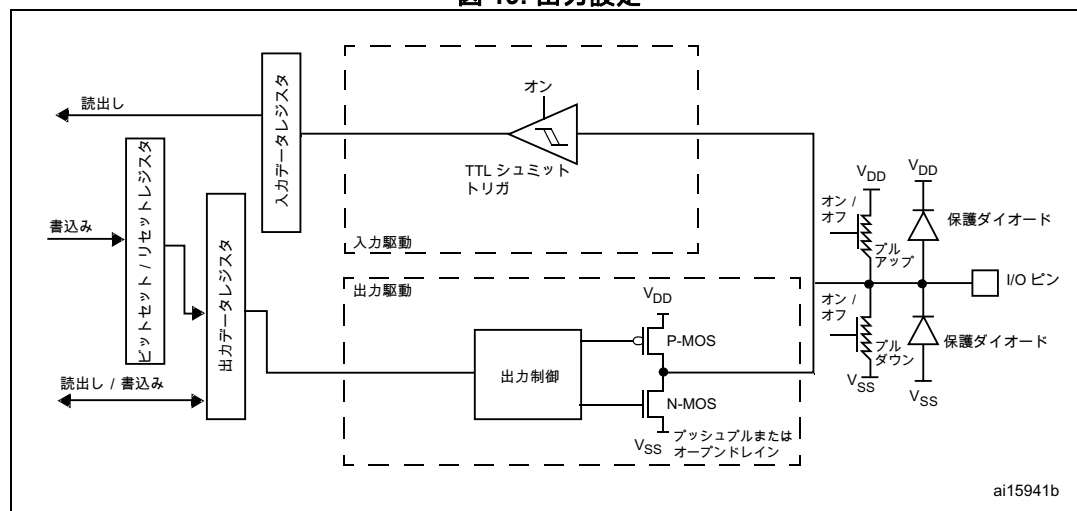 オン
読出し
入力データレジスタ
TTL シュミット
トリガ
ビットセット / リセットレジスタ
書込み
出力データレジスタ
入力駆動
VDD
VDD
オン /
オフ
保護ダイオード
プル
アップ
I/O ピン
出力駆動
VDD
オン /
オフ
P-MOS
出力制御
プル
ダウン
保護ダイオード
読出し / 書込み
N-MOS
VSS
VSS
VSS
プッシュプルまたは
オープンドレイン
ai15941b